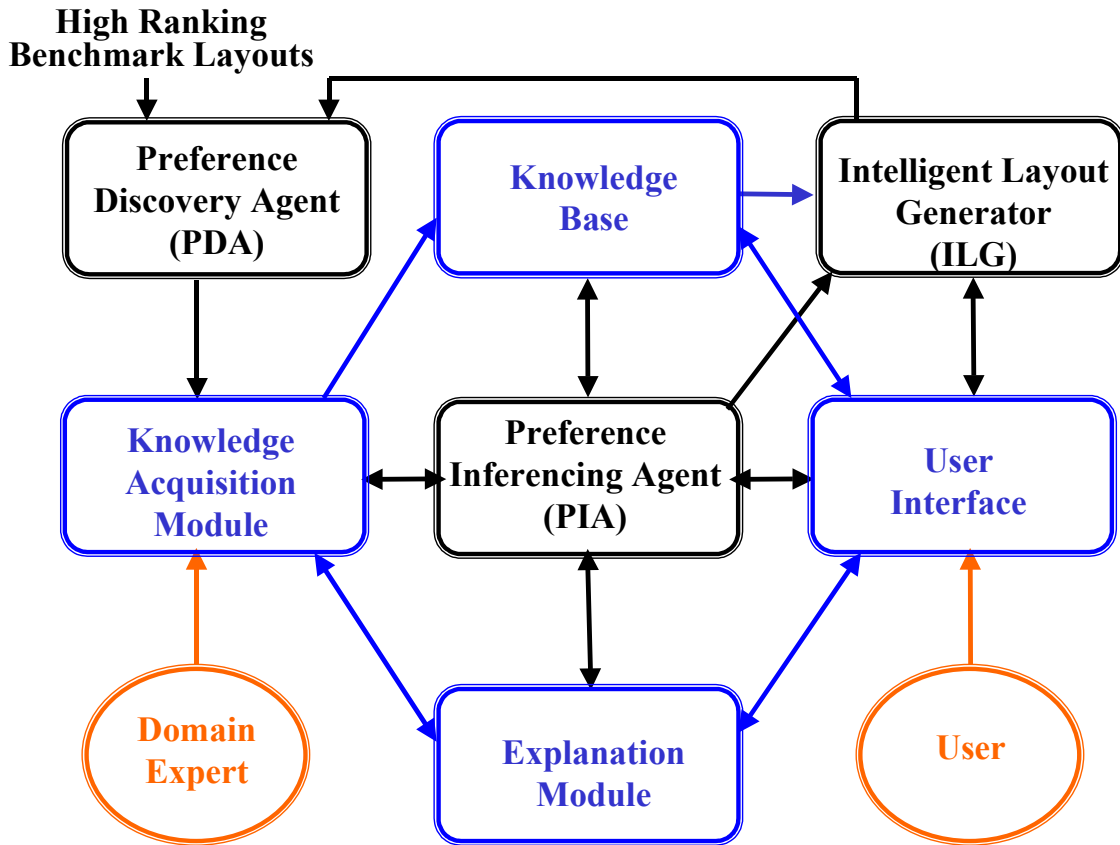 High Ranking
Benchmark Layouts
Preference
Discovery Agent
(PDA)
Knowledge
Base
Intelligent Layout
Generator
(ILG)
Knowledge
Acquisition
Module
Preference
Inferencing Agent
(PIA)
User
Interface
Domain
Expert
Explanation
Module
User